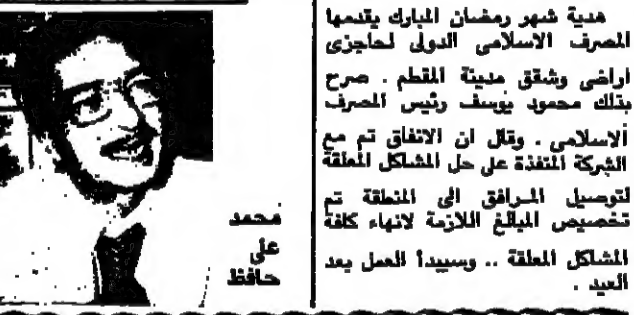 هدية شهر رمضان المبارك يقدمها
المصرف الاسلامى الدولى لحاجزى
اراضى وشقق مدينة المقطم . صرح
بذلك محمود يوسف رئيس المصرف
الاسلامى . وقال ان الاتفاق تم مع
الشركة المنفذة على حل المشاكل المعلقة
لتوصيل المرافق الى المنطقة تم
تخصيص المبالغ اللازمة لانهاء كافة
المشاكل المعلقة .. وسيبدأ العمل بعد
العيد .
محمد
على
حافظ